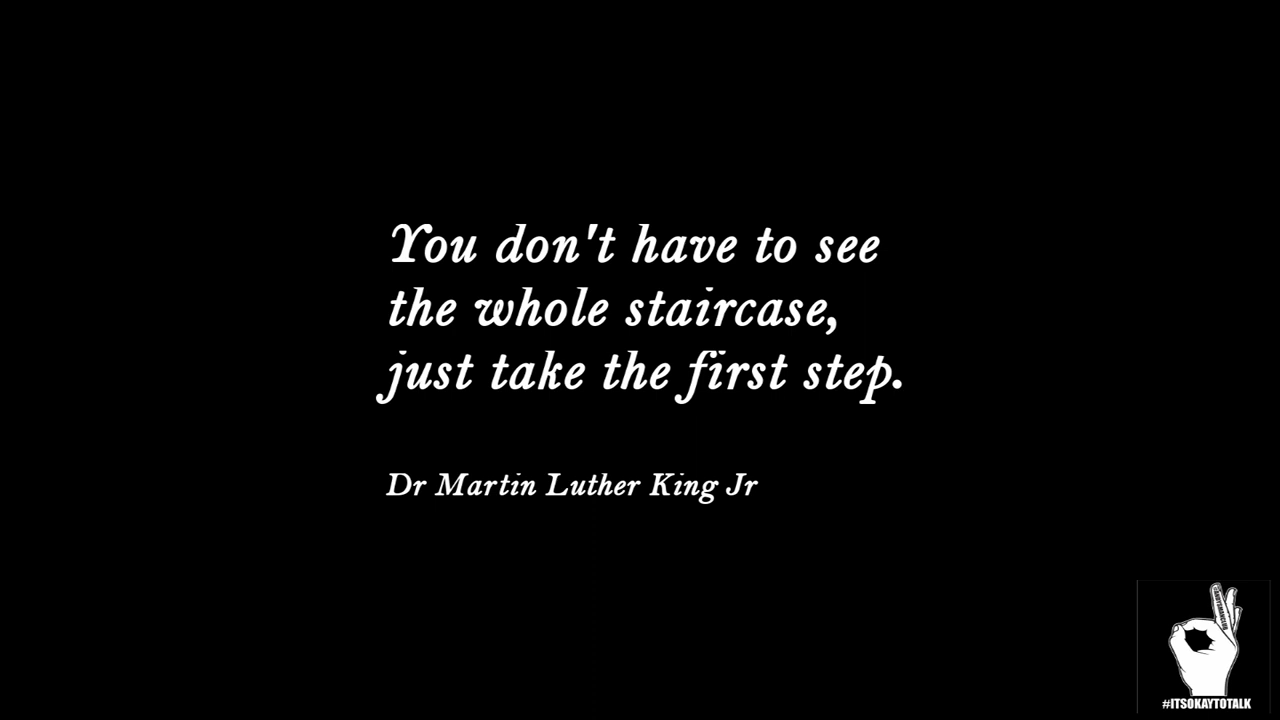 You don't have to see
the whole staircase,
just take the first step.
Dr Martin Luther King Jr
#ITSOKAYTOTALK